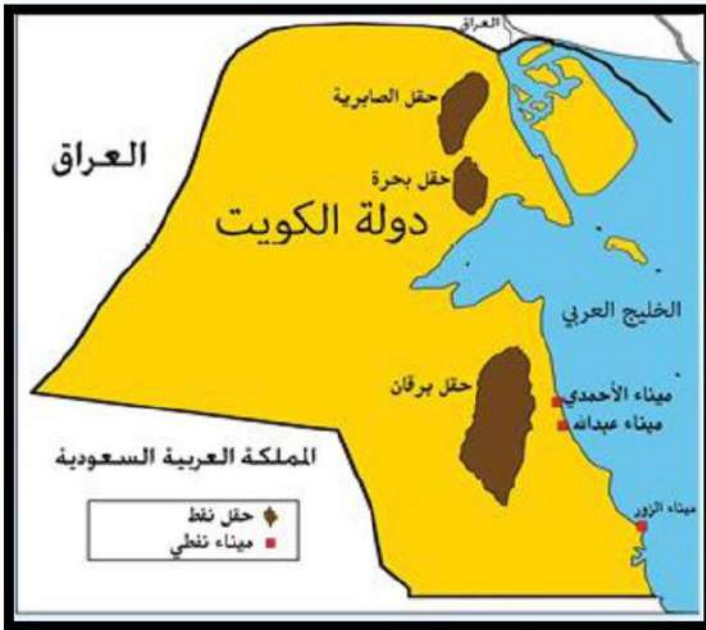 العراق
حقل الصابرية
العراق
حقل بحرة
دولة الكويت
الخليج العربي
حقل برقان
ميناء الأحمدي
ميناء عبدالله
المملكة العربية السعودية
ميناء الزور
حقل نفط
ميناء نفطي